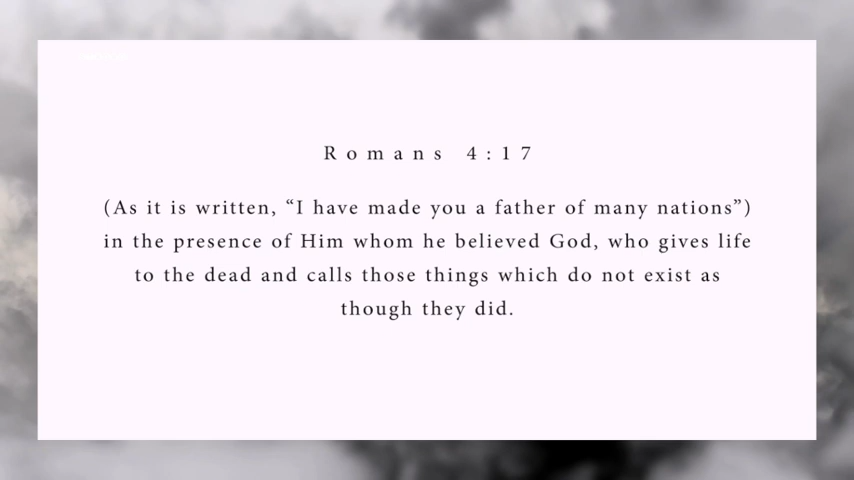 Romans 4:17
(As it is written, “I have made you a father of many nations”)
in the presence of Him whom he believed God, who gives life
to the dead and calls those things which do not exist as
though they did.